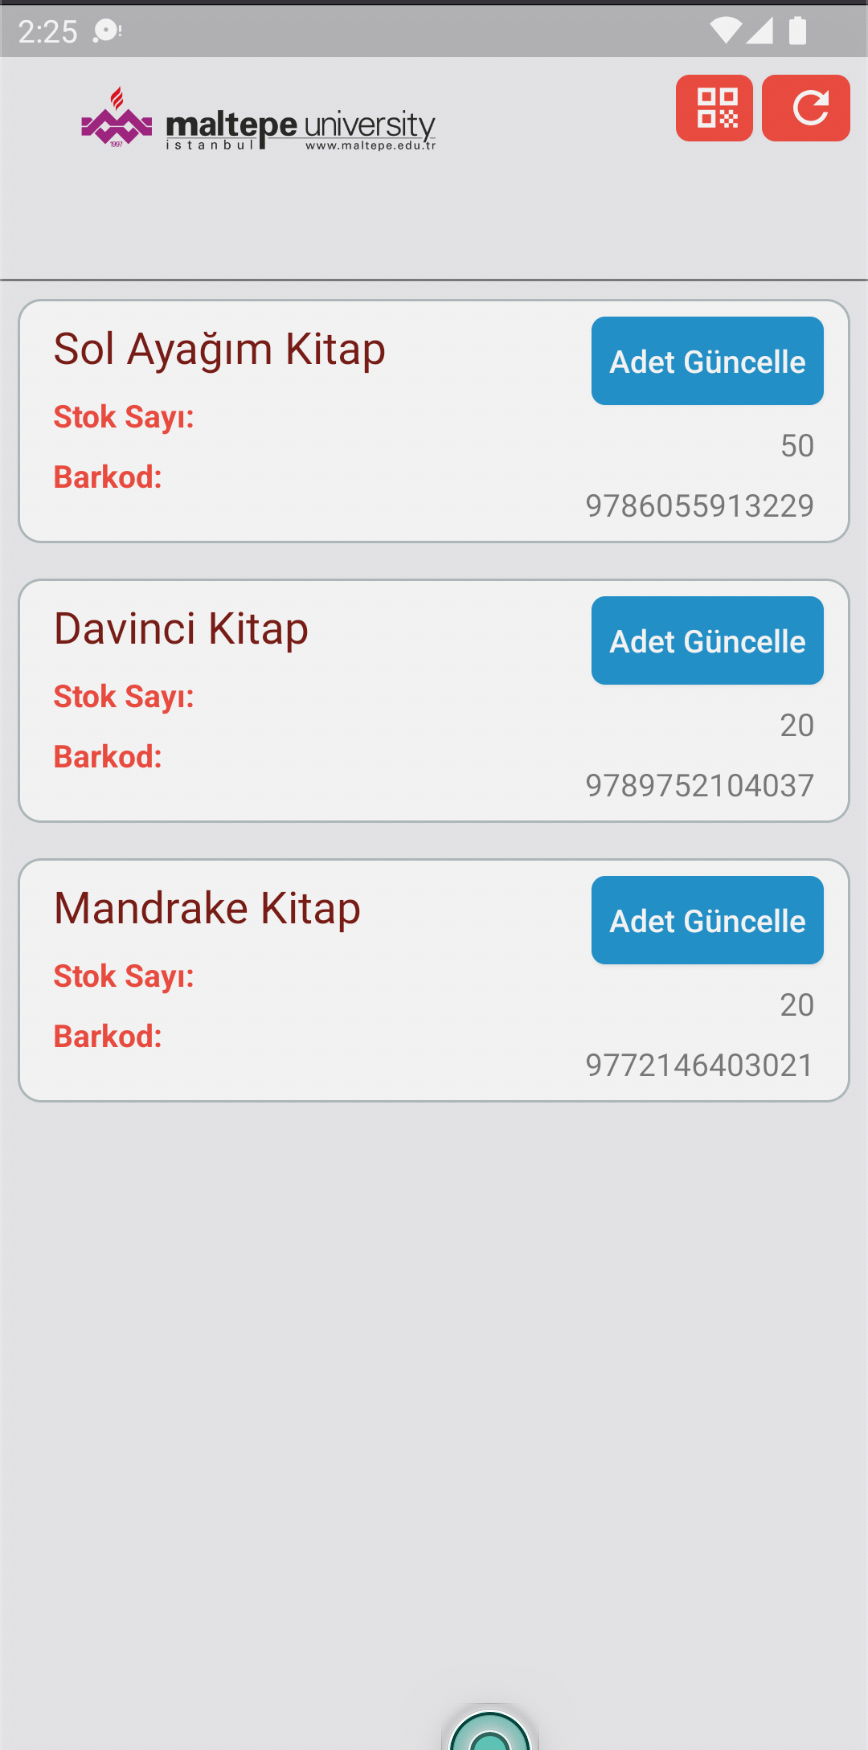 2:25
maltepe university
istanbul www.maltepe.edu.tr
1997
Sol Ayağım Kitap
Adet Güncelle
Stok Sayı:
50
Barkod:
9786055913229
Davinci Kitap
Adet Güncelle
Stok Sayı:
20
Barkod:
9789752104037
Mandrake Kitap
Adet Güncelle
Stok Sayı:
20
Barkod:
9772146403021